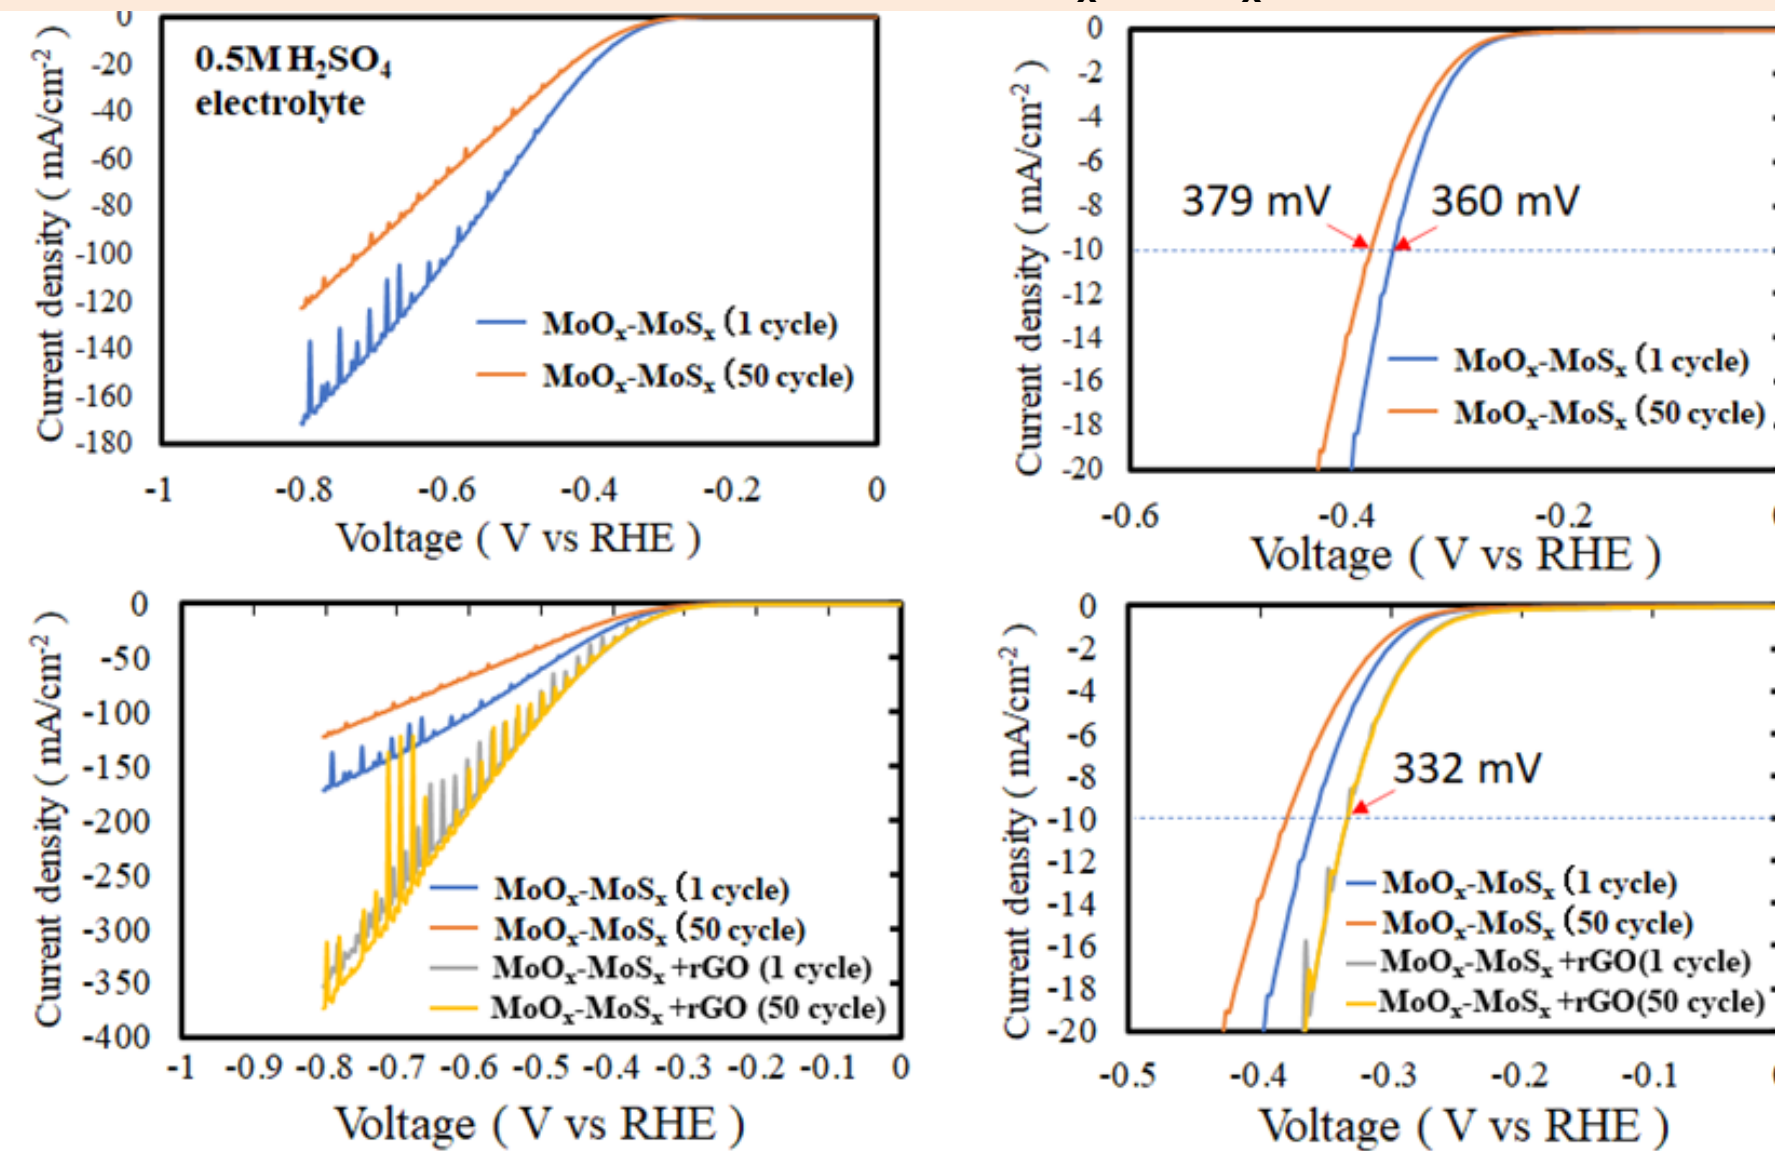 0
-20
-40
-60
-80
-100
-120
-140
-160
-180
-1
-0.8
-0.6
-0.4
-0.2
0
Current density ( mA/cm-2 )
Voltage ( V vs RHE )
0.5M H2SO4
electrolyte
MoOx-MoSx (1 cycle)
MoOx-MoSx (50 cycle)
0
-2
-4
-6
-8
-10
-12
-14
-16
-18
-20
-0.6
-0.4
-0.2
Current density ( mA/cm-2 )
Voltage ( V vs RHE )
379 mV
360 mV
MoOx-MoSx (1 cycle)
MoOx-MoSx (50 cycle)
0
-50
-100
-150
-200
-250
-300
-350
-400
-1
-0.9
-0.8
-0.7
-0.6
-0.5
-0.4
-0.3
-0.2
-0.1
0
Current density ( mA/cm-2 )
Voltage ( V vs RHE )
MoOx-MoSx (1 cycle)
MoOx-MoSx (50 cycle)
MoOx-MoSx +rGO (1 cycle)
MoOx-MoSx +rGO (50 cycle)
0
-2
-4
-6
-8
-10
-12
-14
-16
-18
-20
-0.5
-0.4
-0.3
-0.2
-0.1
Current density ( mA/cm-2 )
Voltage ( V vs RHE )
332 mV
MoOx-MoSx (1 cycle)
MoOx-MoSx (50 cycle)
MoOx-MoSx +rGO(1 cycle)
MoOx-MoSx +rGO(50 cycle)